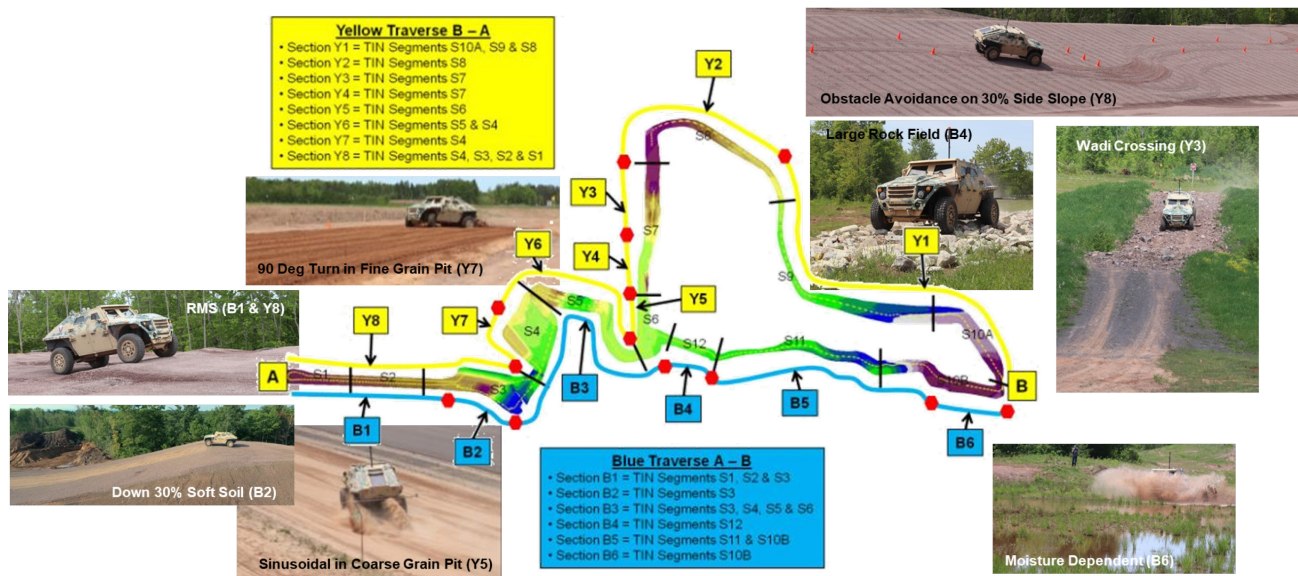 Yellow Traverse B – A
• Section Y1 = TIN Segments S10A, S9 & S8
• Section Y2 = TIN Segments S8
• Section Y3 = TIN Segments S7
• Section Y4 = TIN Segments S7
• Section Y5 = TIN Segments S6
• Section Y6 = TIN Segments S5 & S4
• Section Y7 = TIN Segments S4
• Section Y8 = TIN Segments S4, S3, S2 & S1
Obstacle Avoidance on 30% Side Slope (Y8)
Large Rock Field (B4)
Wadi Crossing (Y3)
90 Deg Turn in Fine Grain Pit (Y7)
RMS (B1 & Y8)
Down 30% Soft Soil (B2)
Sinusoidal in Coarse Grain Pit (Y5)
Moisture Dependent (B6)
Y2
S8
Y3
S7
Y4
Y6
Y1
S9
S5
Y5
S6
Y7
S4
Y8
S10A
S12
S11
A
S1
S2
S3
S10B
B
B1
B2
B3
B4
B5
B6
Blue Traverse A – B
• Section B1 = TIN Segments S1, S2 & S3
• Section B2 = TIN Segments S3
• Section B3 = TIN Segments S3, S4, S5 & S6
• Section B4 = TIN Segments S12
• Section B5 = TIN Segments S11 & S10B
• Section B6 = TIN Segments S10B